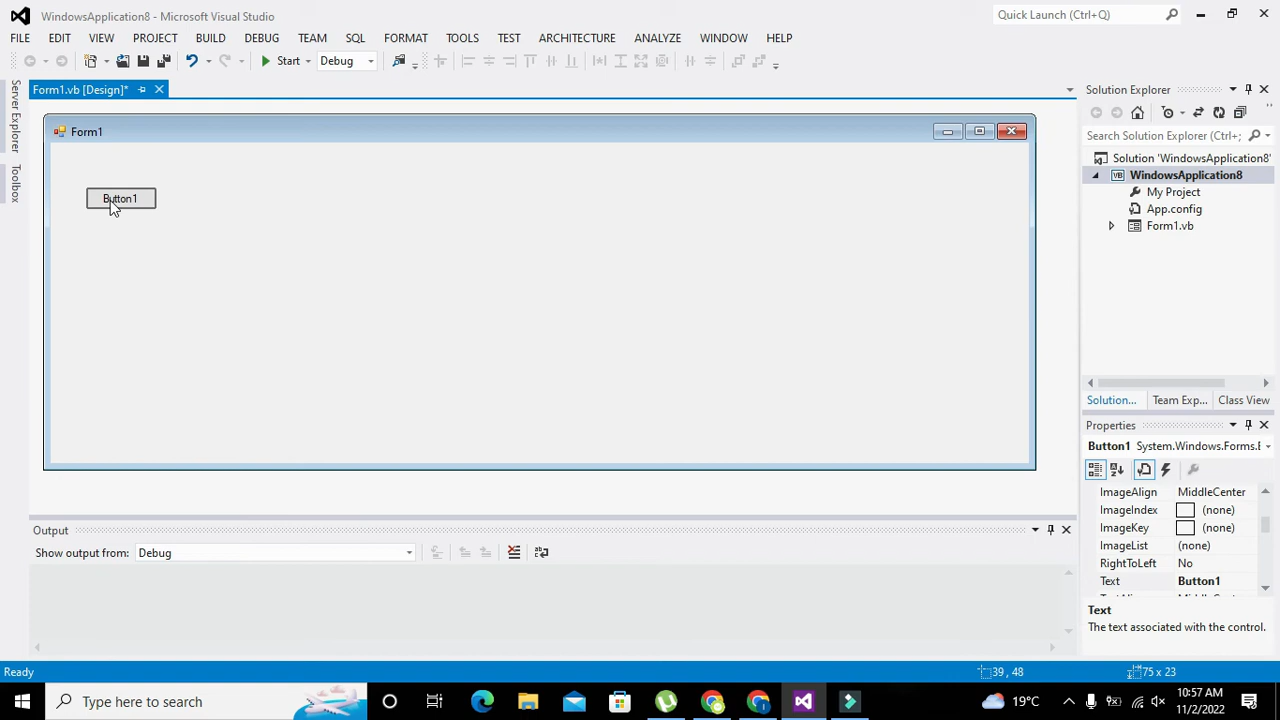 WindowsApplication8 - Microsoft Visual Studio
Quick Launch (Ctrl+Q)
FILE EDIT VIEW PROJECT BUILD DEBUG TEAM SQL FORMAT TOOLS TEST ARCHITECTURE ANALYZE WINDOW HELP
Start Debug
Server Explorer
Toolbox
Form1.vb [Design]*
Form1
Button1
Solution Explorer
Search Solution Explorer (Ctrl+;
Solution 'WindowsApplication8'
WindowsApplication8
My Project
App.config
Form1.vb
Solution... Team Exp... Class View
Properties
Button1 System.Windows.Forms.B
ImageAlign MiddleCenter
ImageIndex (none)
ImageKey (none)
ImageList (none)
RightToLeft No
Text Button1
Text
The text associated with the control.
Output
Show output from: Debug
Ready
39 , 48
75 x 23
Type here to search
19°C
10:57 AM
11/2/2022